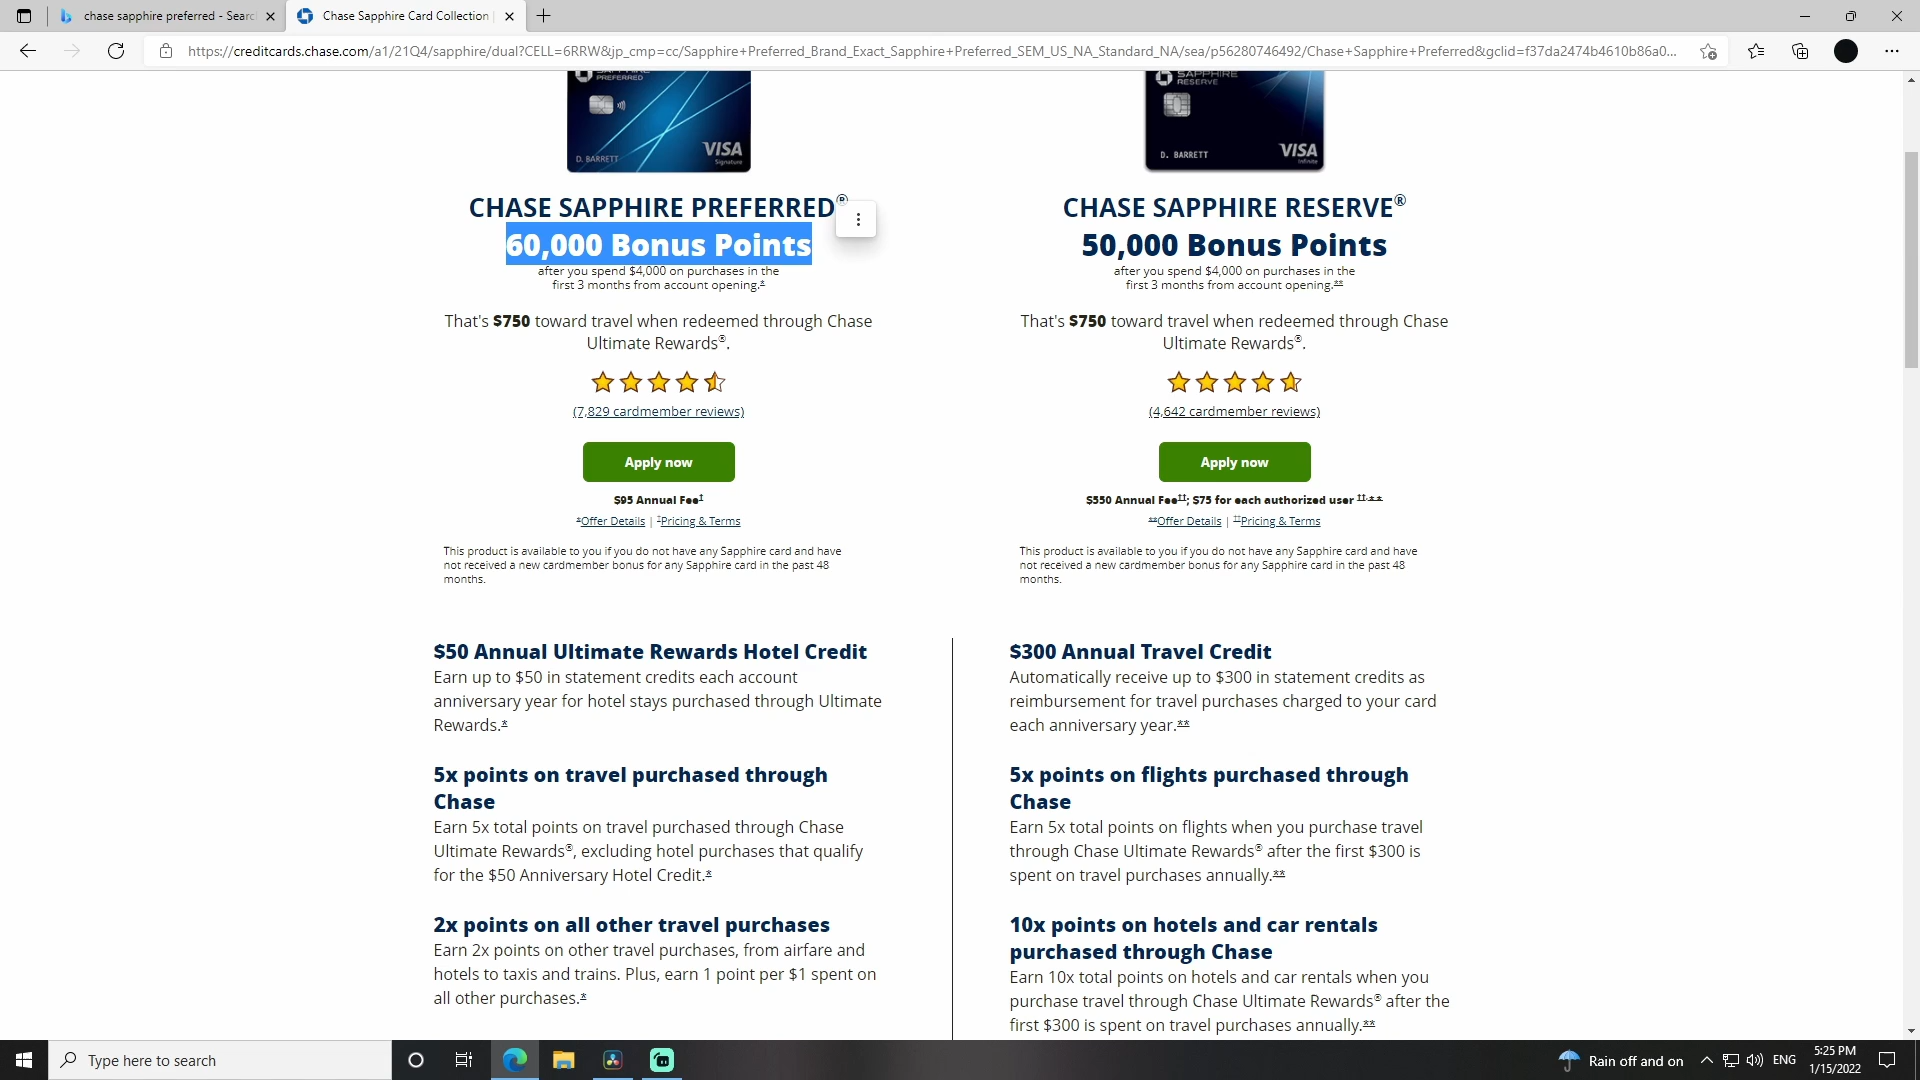 chase sapphire preferred - Searc
Chase Sapphire Card Collection
https://creditcards.chase.com/a1/21Q4/sapphire/dual?CELL=6RRW&jp_cmp=cc/Sapphire+Preferred_Brand_Exact_Sapphire+Preferred_SEM_US_NA_Standard_NA/sea/p56280746492/Chase+Sapphire+Preferred&gclid=f37da2474b4610b86a0...
SAPPHIRE
PREFERRED
D. BARRETT
VISA
Signature
SAPPHIRE
RESERVE
D. BARRETT
VISA
Infinite
CHASE SAPPHIRE PREFERRED®
60,000 Bonus Points
after you spend $4,000 on purchases in the
first 3 months from account opening.*
That's $750 toward travel when redeemed through Chase
Ultimate Rewards®.
(7,829 cardmember reviews)
Apply now
$95 Annual Fee†
*Offer Details | †Pricing & Terms
This product is available to you if you do not have any Sapphire card and have
not received a new cardmember bonus for any Sapphire card in the past 48
months.
CHASE SAPPHIRE RESERVE®
50,000 Bonus Points
after you spend $4,000 on purchases in the
first 3 months from account opening.**
That's $750 toward travel when redeemed through Chase
Ultimate Rewards®.
(4,642 cardmember reviews)
Apply now
$550 Annual Fee††; $75 for each authorized user ††,**
**Offer Details | ††Pricing & Terms
This product is available to you if you do not have any Sapphire card and have
not received a new cardmember bonus for any Sapphire card in the past 48
months.
$50 Annual Ultimate Rewards Hotel Credit
Earn up to $50 in statement credits each account
anniversary year for hotel stays purchased through Ultimate
Rewards.*
5x points on travel purchased through
Chase
Earn 5x total points on travel purchased through Chase
Ultimate Rewards®, excluding hotel purchases that qualify
for the $50 Anniversary Hotel Credit.*
2x points on all other travel purchases
Earn 2x points on other travel purchases, from airfare and
hotels to taxis and trains. Plus, earn 1 point per $1 spent on
all other purchases.*
$300 Annual Travel Credit
Automatically receive up to $300 in statement credits as
reimbursement for travel purchases charged to your card
each anniversary year.**
5x points on flights purchased through
Chase
Earn 5x total points on flights when you purchase travel
through Chase Ultimate Rewards® after the first $300 is
spent on travel purchases annually.**
10x points on hotels and car rentals
purchased through Chase
Earn 10x total points on hotels and car rentals when you
purchase travel through Chase Ultimate Rewards® after the
first $300 is spent on travel purchases annually.**
Type here to search
Rain off and on
ENG
5:25 PM
1/15/2022